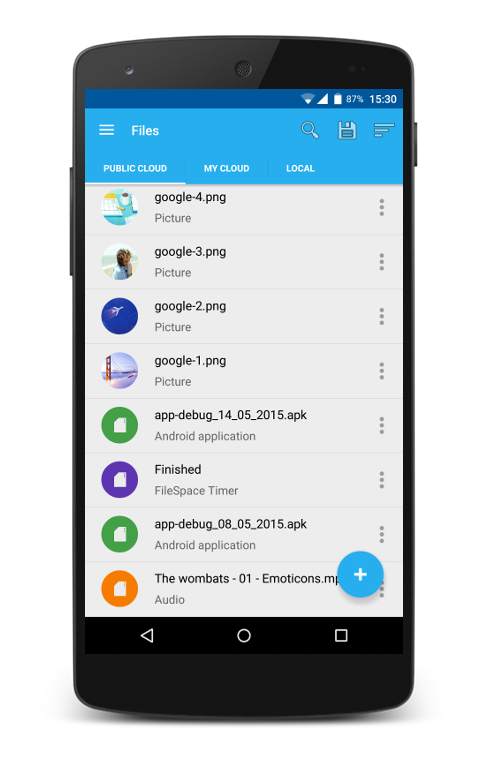 87% 15:30
Files
PUBLIC CLOUD MY CLOUD LOCAL
google-4.png
Picture
google-3.png
Picture
google-2.png
Picture
google-1.png
Picture
app-debug_14_05_2015.apk
Android application
Finished
FileSpace Timer
app-debug_08_05_2015.apk
Android application
The wombats - 01 - Emoticons.mp
Audio